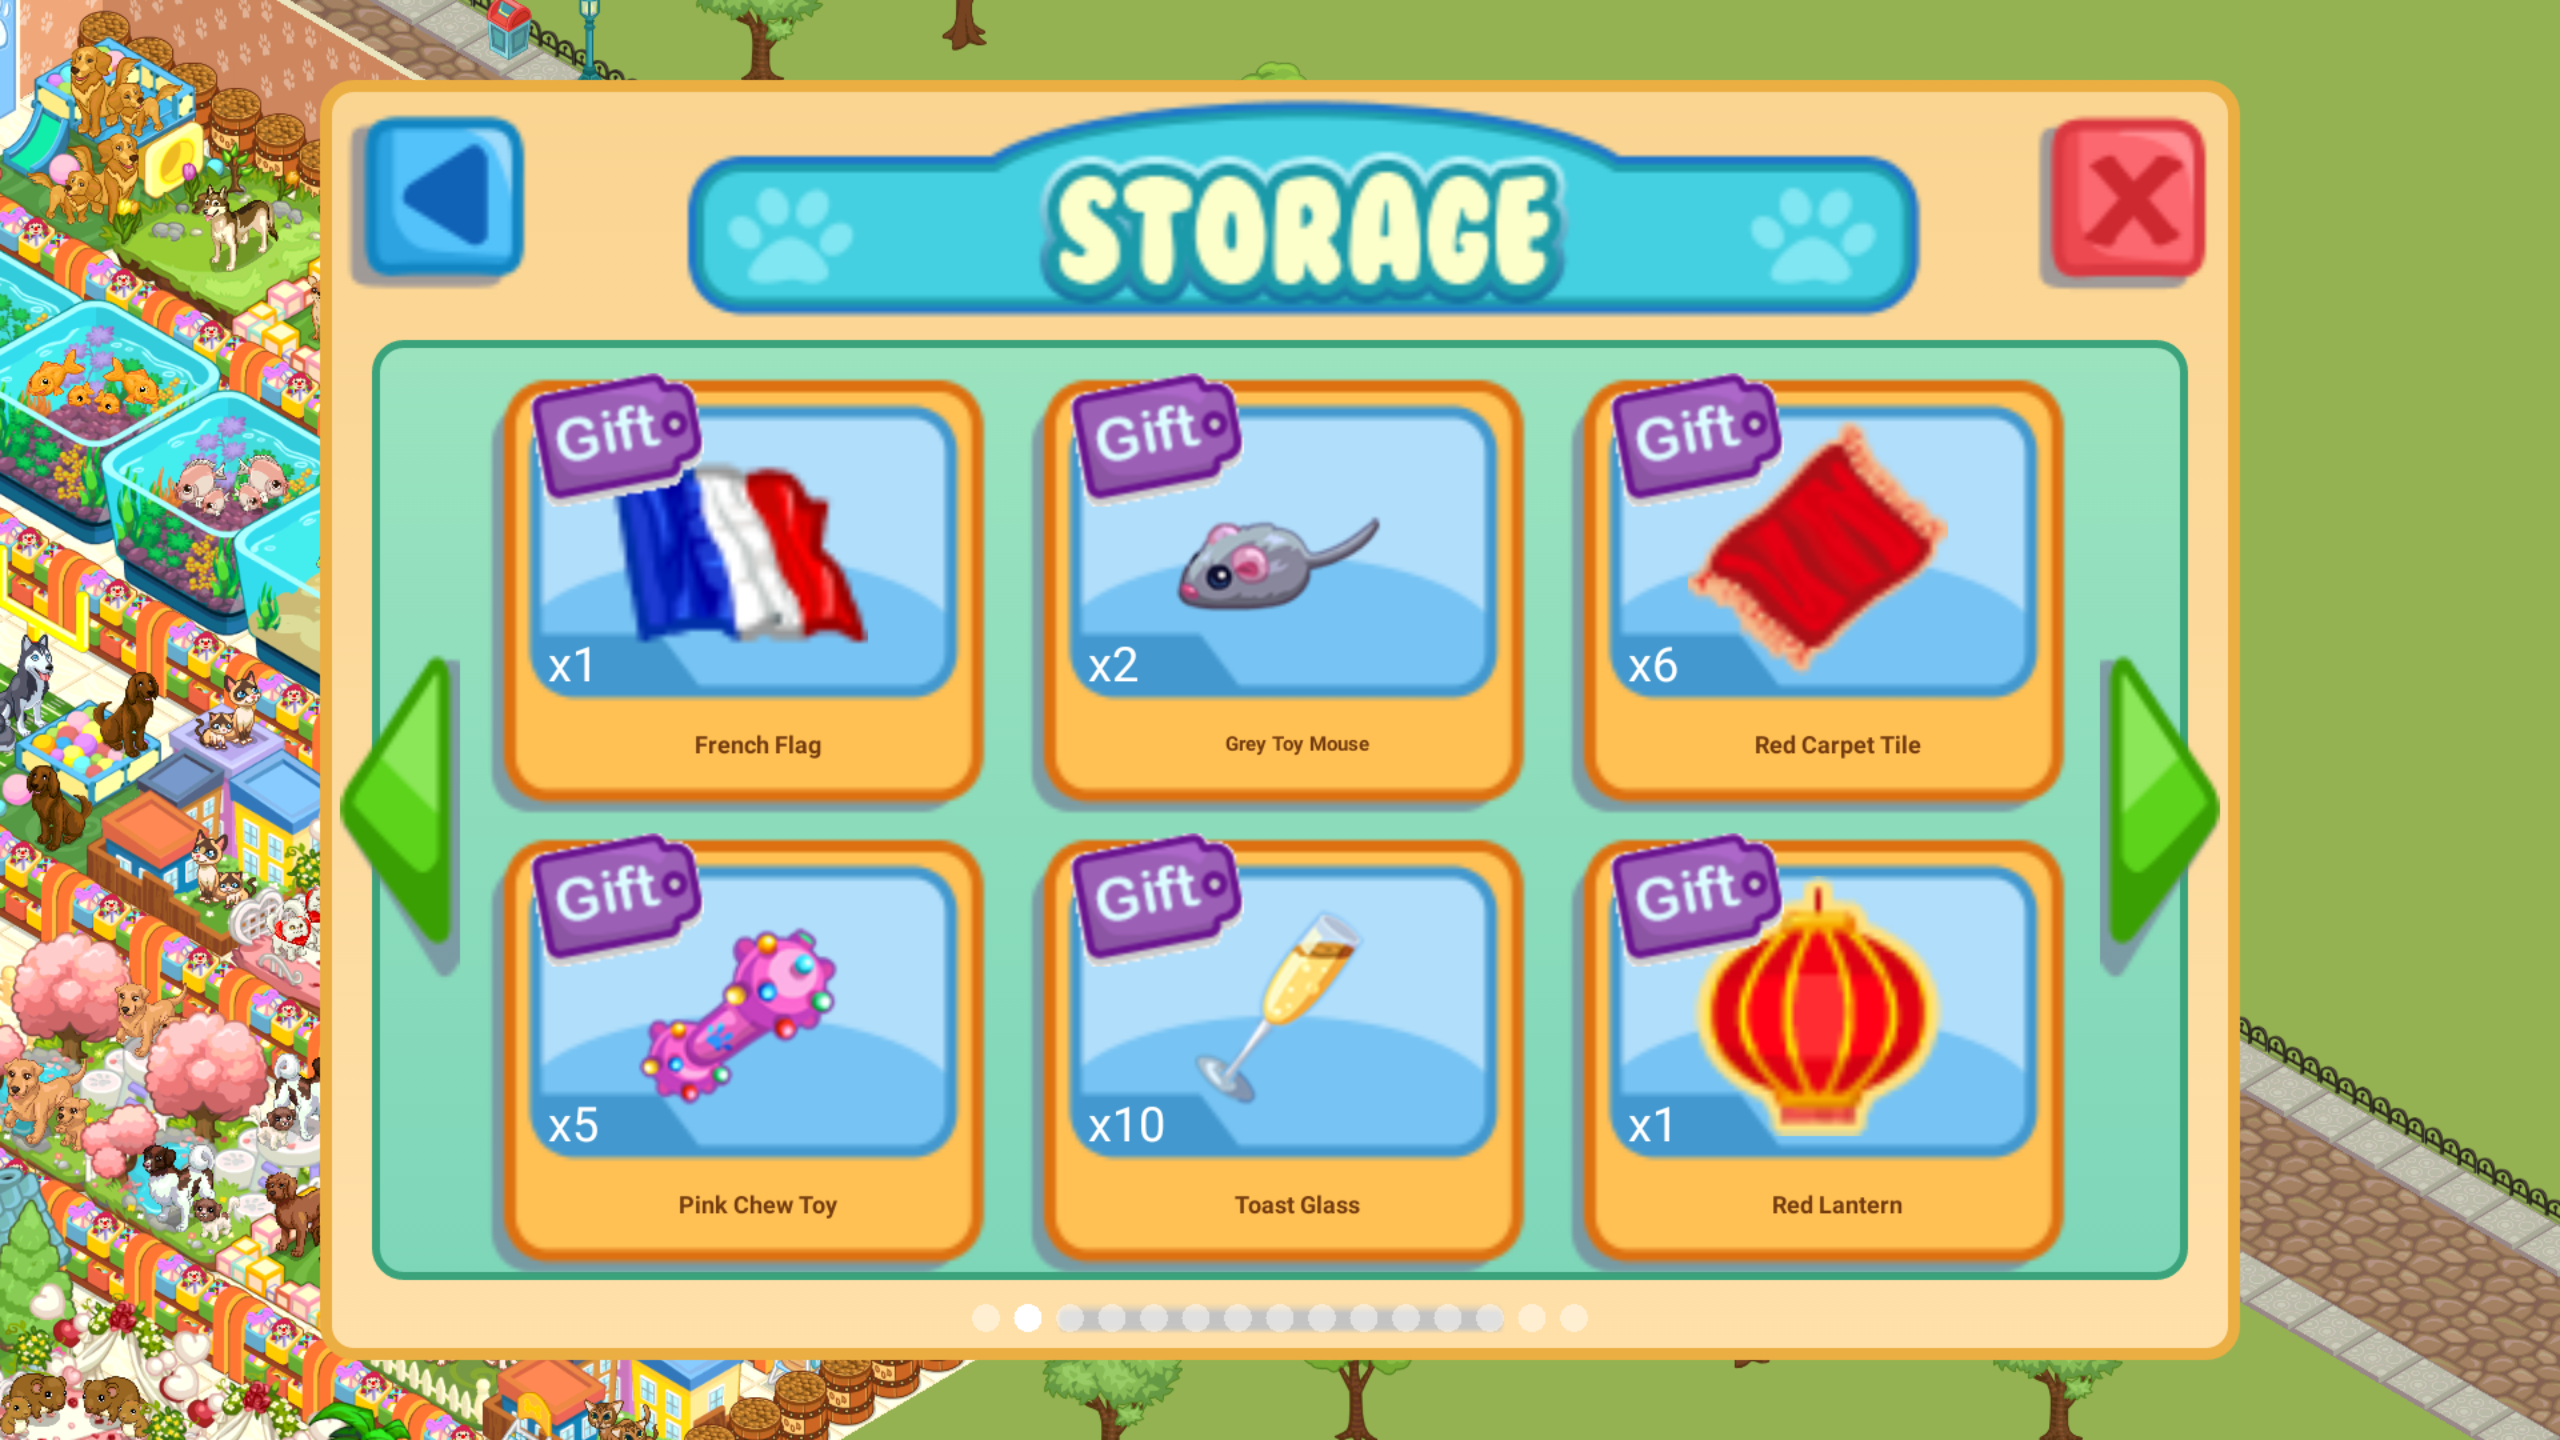 STORAGE
Gift
x1
French Flag
Gift
x2
Grey Toy Mouse
Gift
x6
Red Carpet Tile
Gift
x5
Pink Chew Toy
Gift
x10
Toast Glass
Gift
x1
Red Lantern